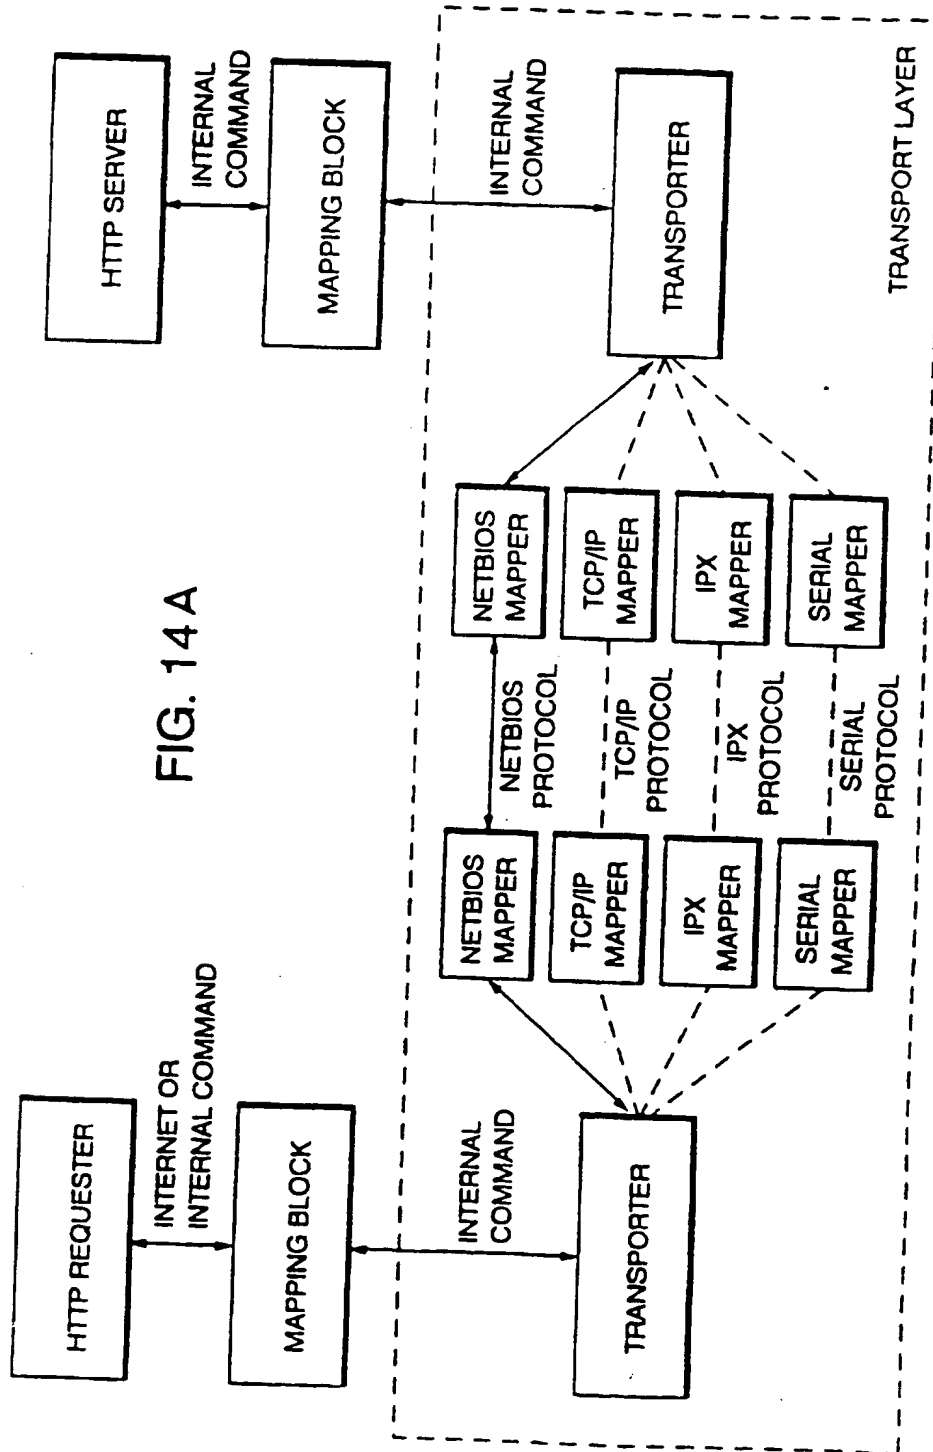 FIG. 14 A
HTTP REQUESTER
INTERNET OR
INTERNAL COMMAND
MAPPING BLOCK
INTERNAL
COMMAND
TRANSPORTER
HTTP SERVER
INTERNAL
COMMAND
MAPPING BLOCK
INTERNAL
COMMAND
TRANSPORTER
NETBIOS
MAPPER
NETBIOS
PROTOCOL
NETBIOS
MAPPER
TCP/IP
MAPPER
TCP/IP
PROTOCOL
TCP/IP
MAPPER
IPX
MAPPER
IPX
PROTOCOL
IPX
MAPPER
SERIAL
MAPPER
SERIAL
PROTOCOL
SERIAL
MAPPER
TRANSPORT LAYER